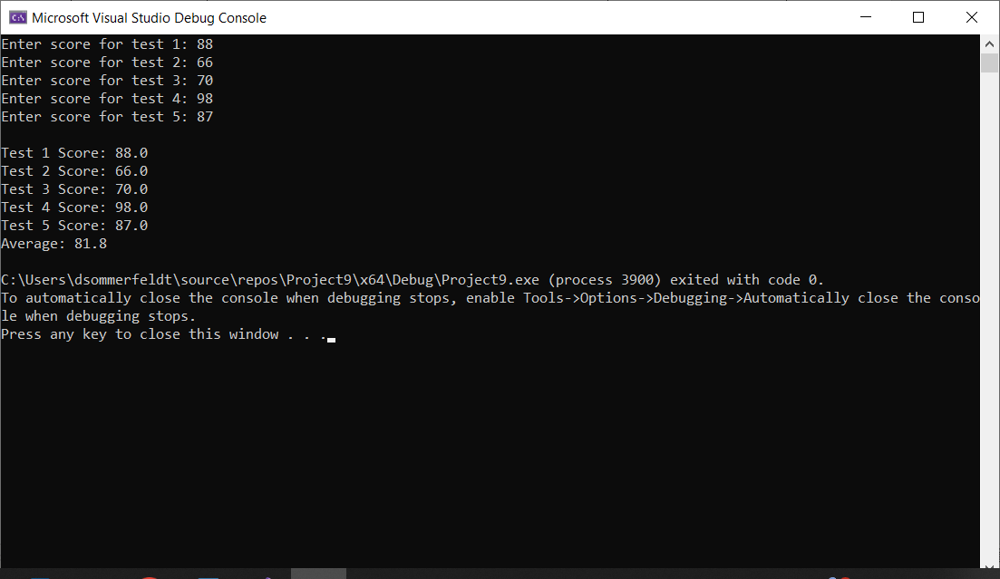 Microsoft Visual Studio Debug Console
Enter score for test 1: 88
Enter score for test 2: 66
Enter score for test 3: 70
Enter score for test 4: 98
Enter score for test 5: 87
Test 1 Score: 88.0
Test 2 Score: 66.0
Test 3 Score: 70.0
Test 4 Score: 98.0
Test 5 Score: 87.0
Average: 81.8
C:\Users\dsommerfeldt\source\repos\Project9\x64\Debug\Project9.exe (process 3900) exited with code 0.
To automatically close the console when debugging stops, enable Tools->Options->Debugging->Automatically close the conso
le when debugging stops.
Press any key to close this window . . .